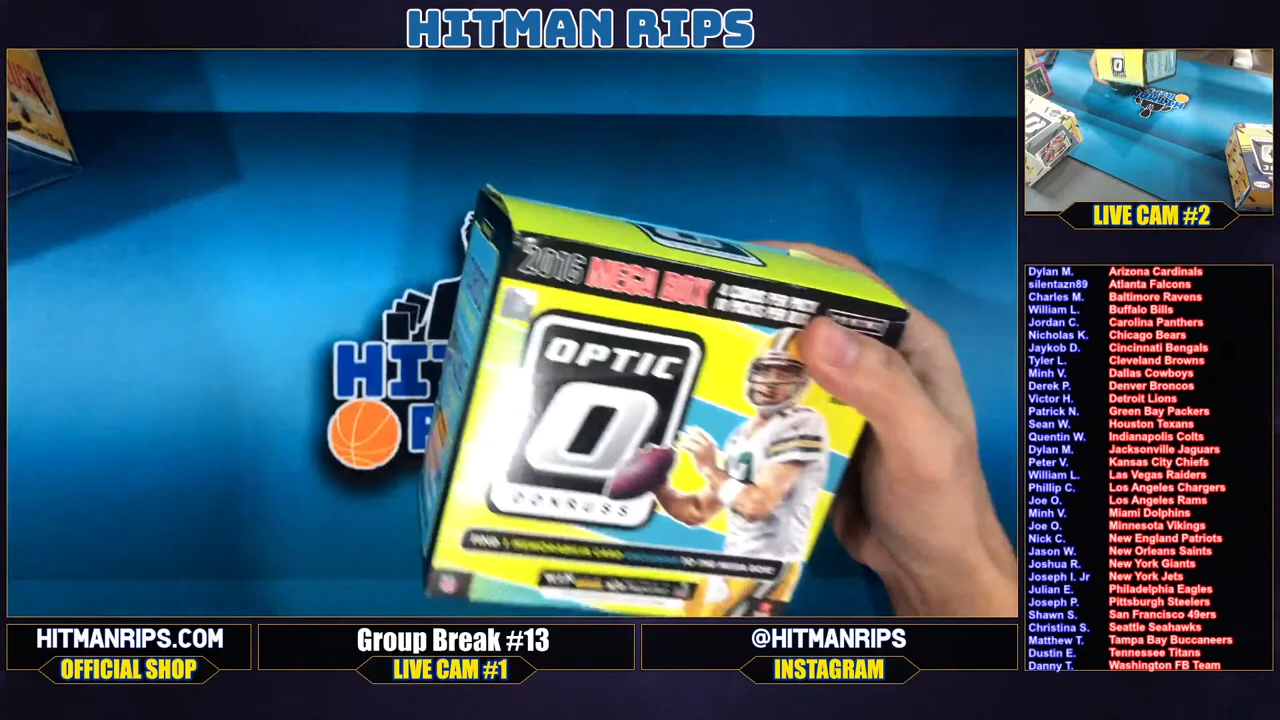 HITMAN RIPS
2016 MEGA BOX
OPTIC
DONRUSS
TO THE MEGA BOX!
LIVE CAM #2
Dylan M. Arizona Cardinals
silentazn89 Atlanta Falcons
Charles M. Baltimore Ravens
William L. Buffalo Bills
Jordan C. Carolina Panthers
Nicholas K. Chicago Bears
Jaykob D. Cincinnati Bengals
Tyler L. Cleveland Browns
Minh V. Dallas Cowboys
Derek P. Denver Broncos
Victor H. Detroit Lions
Patrick N. Green Bay Packers
Sean W. Houston Texans
Quentin W. Indianapolis Colts
Dylan M. Jacksonville Jaguars
Peter V. Kansas City Chiefs
William L. Las Vegas Raiders
Phillip C. Los Angeles Chargers
Joe O. Los Angeles Rams
Minh V. Miami Dolphins
Joe O. Minnesota Vikings
Nick C. New England Patriots
Jason W. New Orleans Saints
Joshua R. New York Giants
Joseph I. Jr New York Jets
Julian E. Philadelphia Eagles
Joseph P. Pittsburgh Steelers
Shawn S. San Francisco 49ers
Christina S. Seattle Seahawks
Matthew T. Tampa Bay Buccaneers
Dustin E. Tennessee Titans
Danny T. Washington FB Team
HITMANRIPS.COM
OFFICIAL SHOP
Group Break #13
LIVE CAM #1
@HITMANRIPS
INSTAGRAM